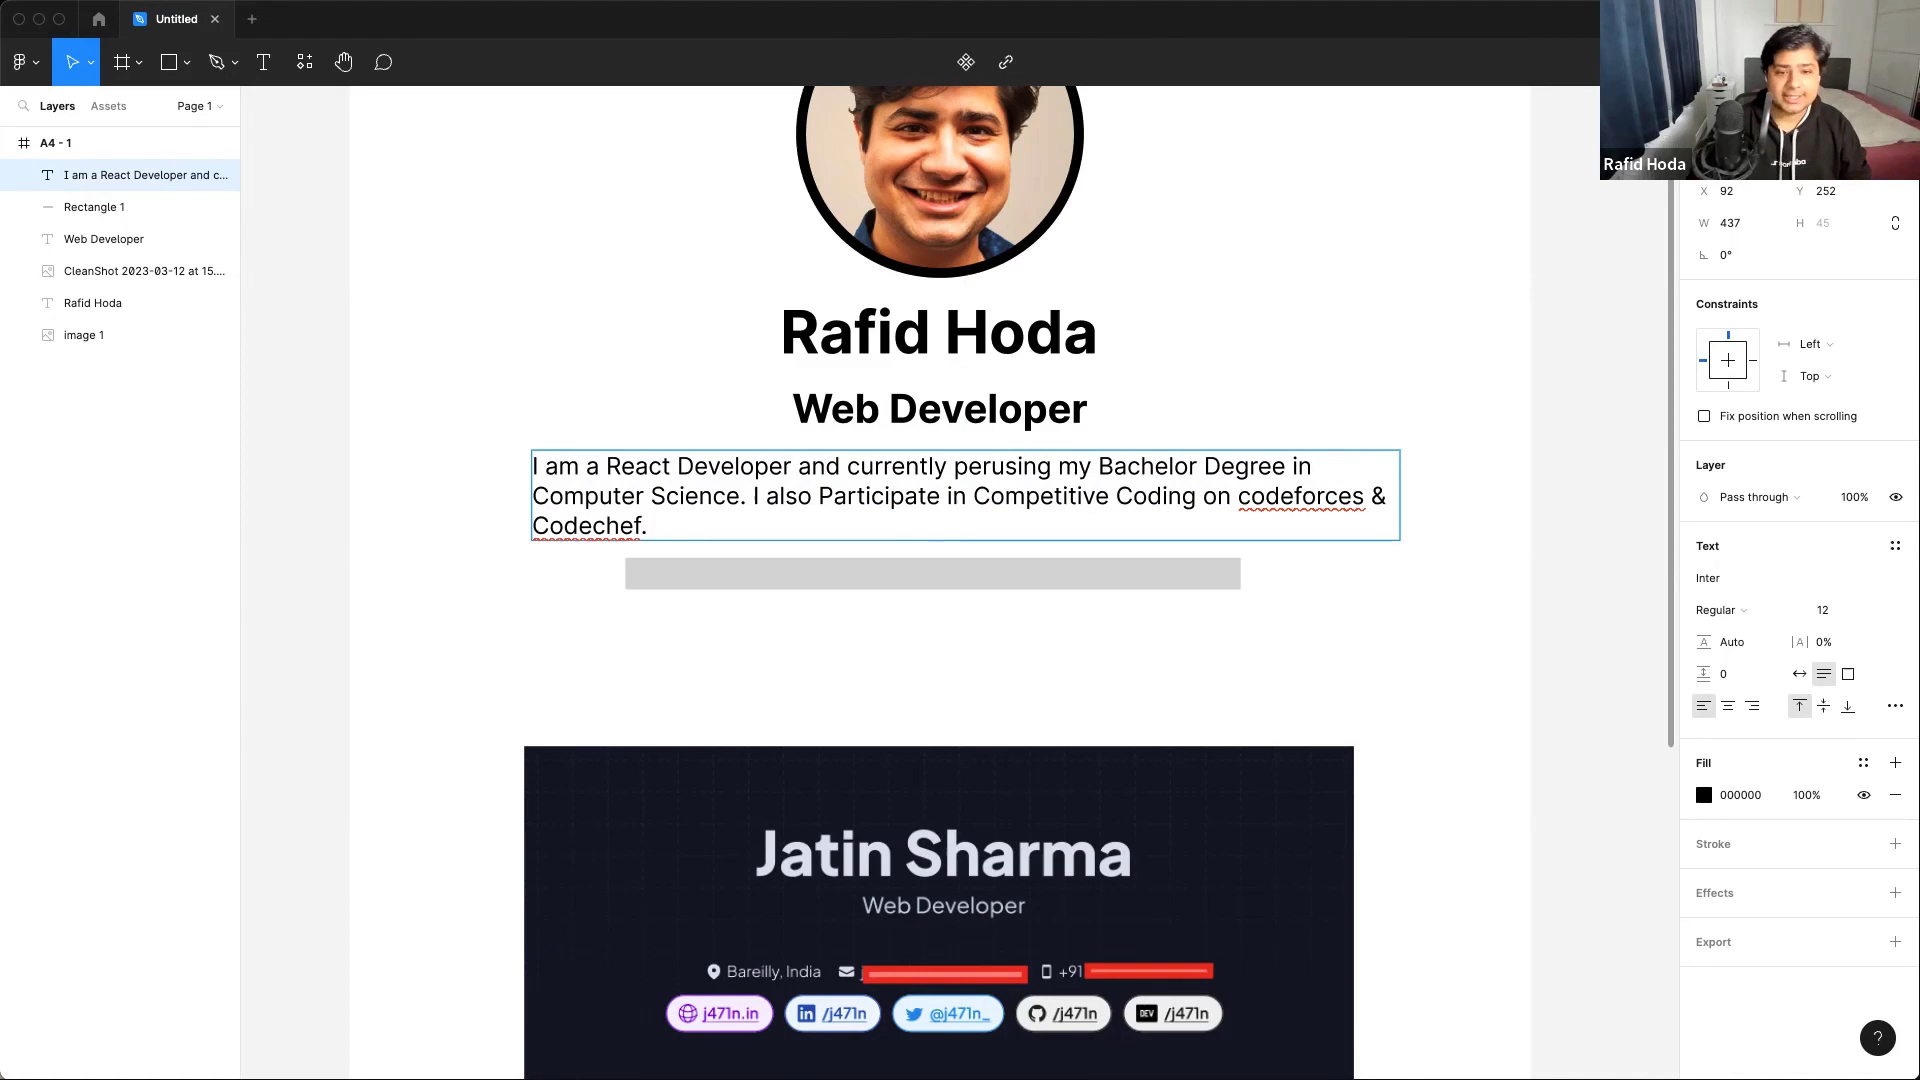 Untitled
Layers
Assets
Page 1
A4 - 1
I am a React Developer and c...
Rectangle 1
Web Developer
CleanShot 2023-03-12 at 15....
Rafid Hoda
image 1
Rafid Hoda
Web Developer
I am a React Developer and currently perusing my Bachelor Degree in
Computer Science. I also Participate in Competitive Coding on codeforces &
Codechef.
Jatin Sharma
Web Developer
Bareilly, India
+91
j471n.in
in /j471n
@j471n_
/j471n
DEV /j471n
Rafid Hoda
X 92 Y 252
W 437 H 45
0°
Constraints
Left
Top
Fix position when scrolling
Layer
Pass through 100%
Text
Inter
Regular 12
A Auto |A| 0%
0
Fill
000000 100%
Stroke
Effects
Export
?